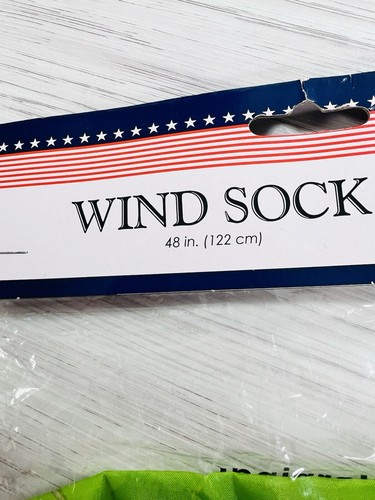 WIND SOCK
48 in. (122 cm)